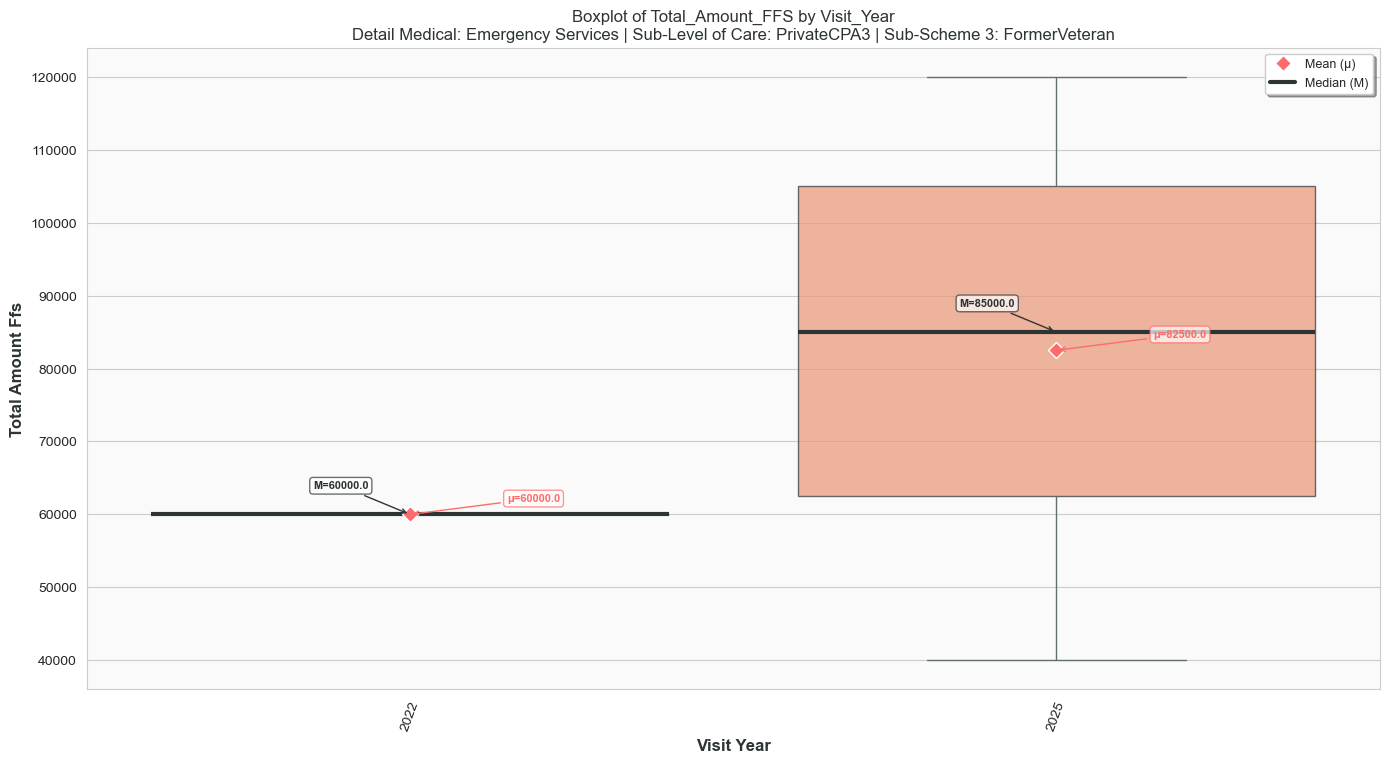 Boxplot of Total_Amount_FFS by Visit_Year
Detail Medical: Emergency Services | Sub-Level of Care: PrivateCPA3 | Sub-Scheme 3: FormerVeteran
Mean (μ)
Median (M)
120000
110000
100000
90000
80000
70000
60000
50000
40000
Total Amount Ffs
M=60000.0
μ=60000.0
M=85000.0
μ=82500.0
2022
2025
Visit Year